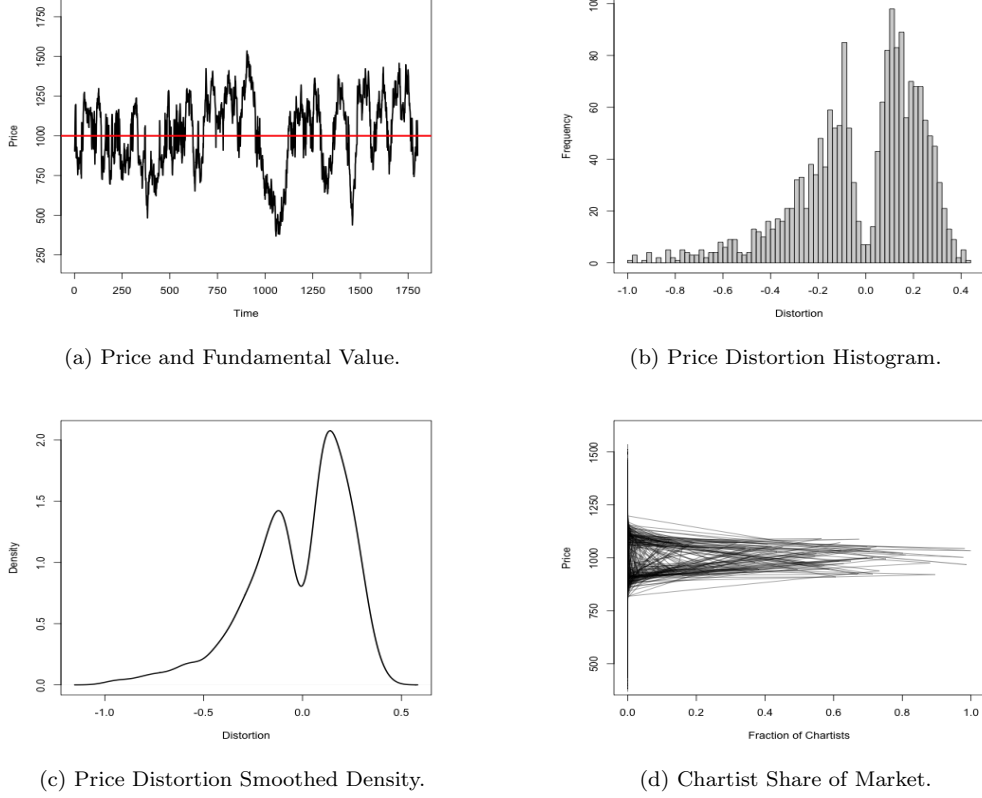 1750
1500
1250
1000
750
500
250
Price
0 250 500 750 1000 1250 1500 1750
Time
(a) Price and Fundamental Value.
100
80
60
40
20
0
Frequency
-1.0 -0.8 -0.6 -0.4 -0.2 0.0 0.2 0.4
Distortion
(b) Price Distortion Histogram.
2.0
1.5
1.0
0.5
0.0
Density
-1.0 -0.5 0.0 0.5
Distortion
(c) Price Distortion Smoothed Density.
1500
1250
1000
750
500
Price
0.0 0.2 0.4 0.6 0.8 1.0
Fraction of Chartists
(d) Chartist Share of Market.